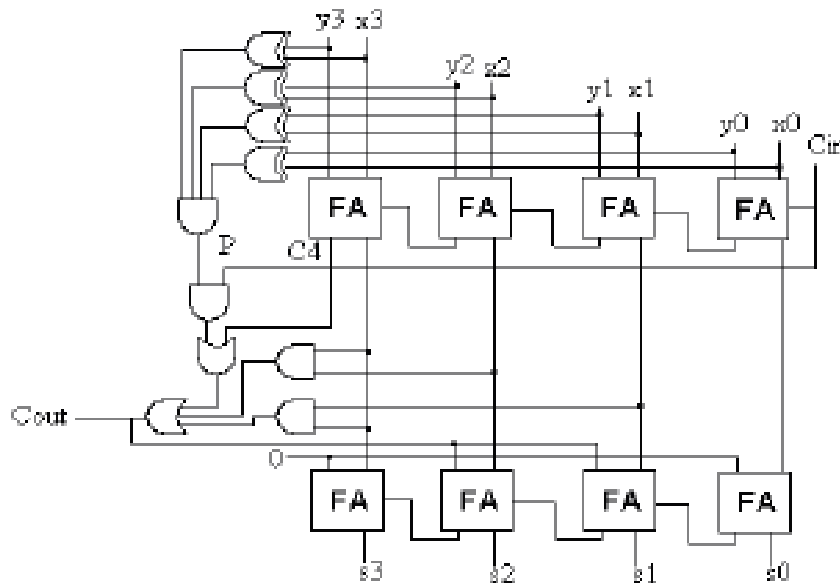 y3 x3
y2 x2
y1 x1
y0 x0 Cin
FA FA FA FA
P C4
Cout
0
FA FA FA FA
s3 s2 s1 s0